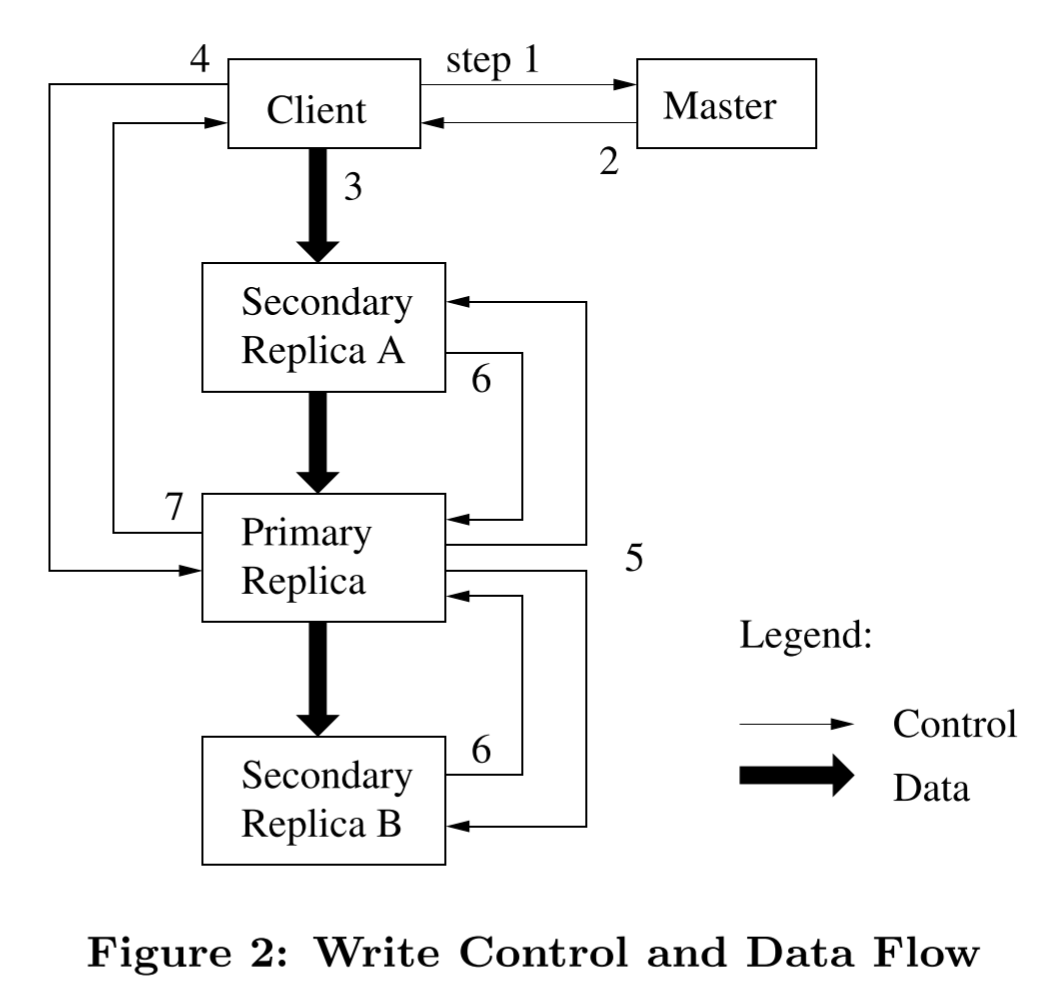 4
step 1
Client
Master
2
3
Secondary
Replica A
6
7
Primary
Replica
5
Legend:
Control
Data
6
Secondary
Replica B
Figure 2: Write Control and Data Flow